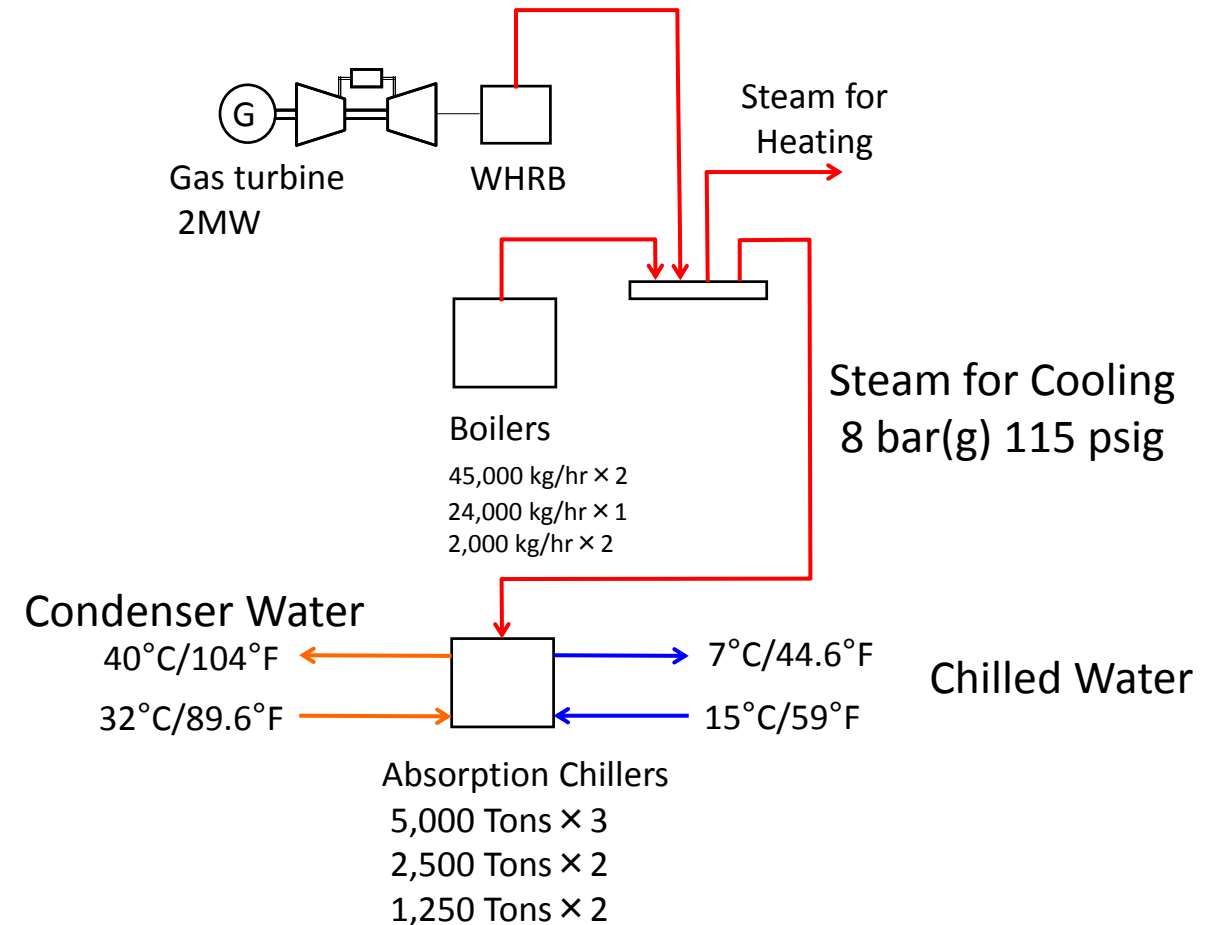 G
Gas turbine
2MW
WHRB
Steam for
Heating
Boilers
45,000 kg/hr × 2
24,000 kg/hr × 1
2,000 kg/hr × 2
Steam for Cooling
8 bar(g) 115 psig
Condenser Water
40°C/104°F
32°C/89.6°F
7°C/44.6°F
15°C/59°F
Chilled Water
Absorption Chillers
5,000 Tons × 3
2,500 Tons × 2
1,250 Tons × 2